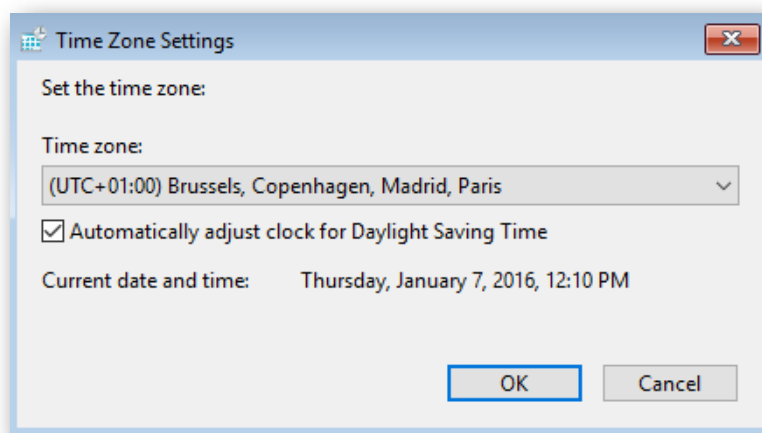 Time Zone Settings
Set the time zone:
Time zone:
(UTC+01:00) Brussels, Copenhagen, Madrid, Paris
Automatically adjust clock for Daylight Saving Time
Current date and time: Thursday, January 7, 2016, 12:10 PM
OK Cancel